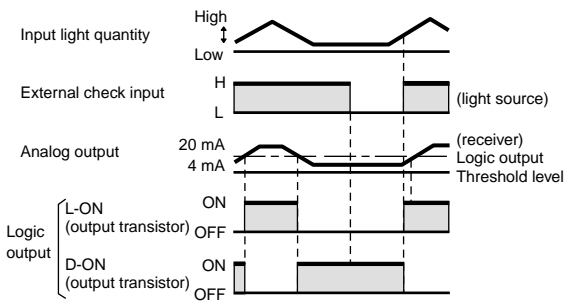 High
Input light quantity
Low
External check input
H
L
(light source)
Analog output
20 mA
4 mA
(receiver)
Logic output
Threshold level
Logic
output
L-ON
(output transistor)
ON
OFF
D-ON
(output transistor)
ON
OFF